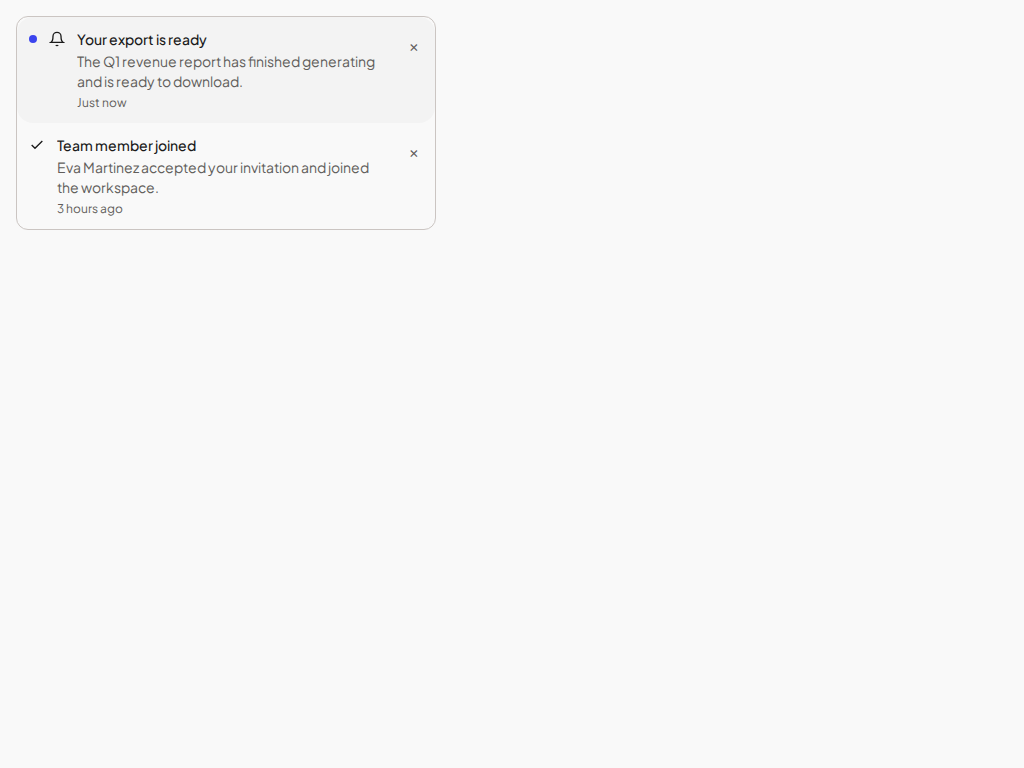 Your export is ready
The Q1 revenue report has finished generating
and is ready to download.
Just now
Team member joined
Eva Martinez accepted your invitation and joined
the workspace.
3 hours ago